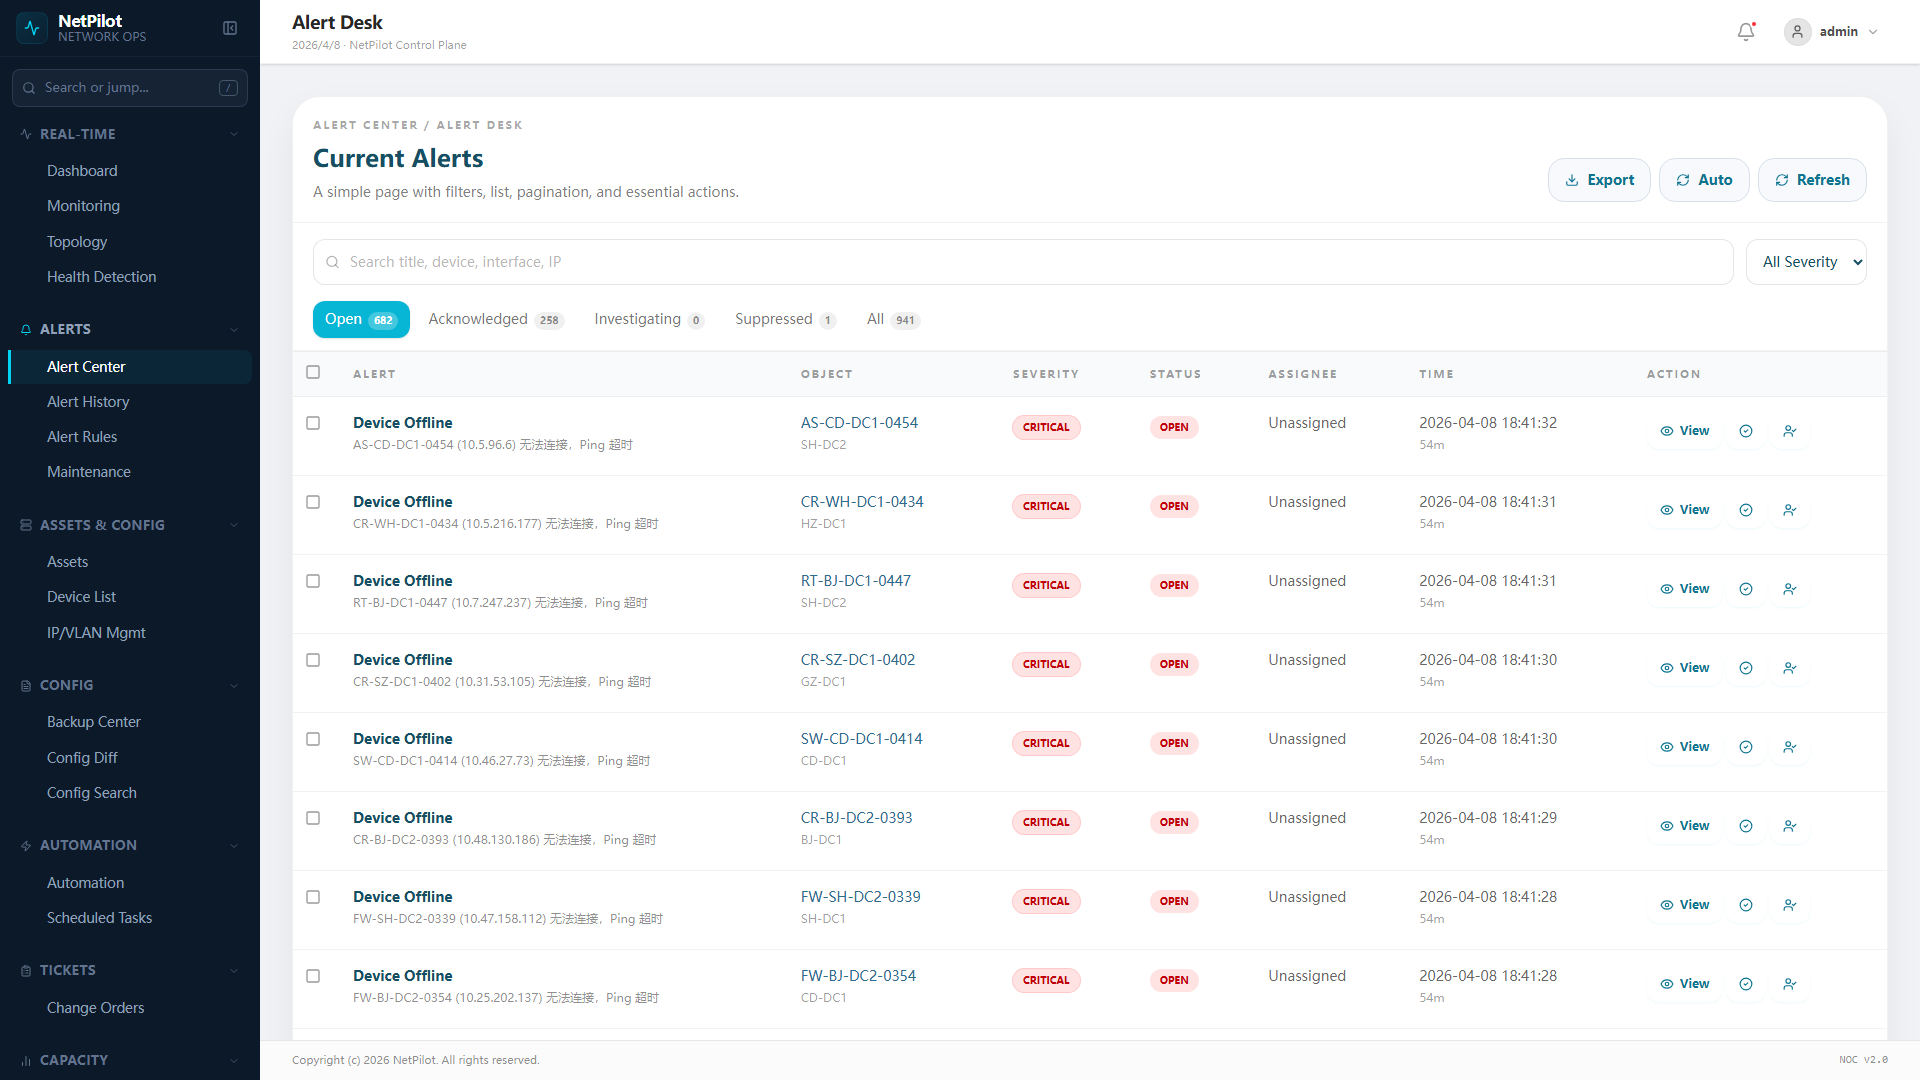 NetPilot
NETWORK OPS
Search or jump...
/
REAL-TIME
Dashboard
Monitoring
Topology
Health Detection
ALERTS
Alert Center
Alert History
Alert Rules
Maintenance
ASSETS & CONFIG
Assets
Device List
IP/VLAN Mgmt
CONFIG
Backup Center
Config Diff
Config Search
AUTOMATION
Automation
Scheduled Tasks
TICKETS
Change Orders
CAPACITY
Alert Desk
2026/4/8 · NetPilot Control Plane
admin
ALERT CENTER / ALERT DESK
Current Alerts
A simple page with filters, list, pagination, and essential actions.
Export
Auto
Refresh
Search title, device, interface, IP
All Severity
Open 682
Acknowledged 258
Investigating 0
Suppressed 1
All 941
ALERT OBJECT SEVERITY STATUS ASSIGNEE TIME ACTION
Device Offline AS-CD-DC1-0454 CRITICAL OPEN Unassigned 2026-04-08 18:41:32 View
AS-CD-DC1-0454 (10.5.96.6) 无法连接，Ping 超时 SH-DC2 54m
Device Offline CR-WH-DC1-0434 CRITICAL OPEN Unassigned 2026-04-08 18:41:31 View
CR-WH-DC1-0434 (10.5.216.177) 无法连接，Ping 超时 HZ-DC1 54m
Device Offline RT-BJ-DC1-0447 CRITICAL OPEN Unassigned 2026-04-08 18:41:31 View
RT-BJ-DC1-0447 (10.7.247.237) 无法连接，Ping 超时 SH-DC2 54m
Device Offline CR-SZ-DC1-0402 CRITICAL OPEN Unassigned 2026-04-08 18:41:30 View
CR-SZ-DC1-0402 (10.31.53.105) 无法连接，Ping 超时 GZ-DC1 54m
Device Offline SW-CD-DC1-0414 CRITICAL OPEN Unassigned 2026-04-08 18:41:30 View
SW-CD-DC1-0414 (10.46.27.73) 无法连接，Ping 超时 CD-DC1 54m
Device Offline CR-BJ-DC2-0393 CRITICAL OPEN Unassigned 2026-04-08 18:41:29 View
CR-BJ-DC2-0393 (10.48.130.186) 无法连接，Ping 超时 BJ-DC1 54m
Device Offline FW-SH-DC2-0339 CRITICAL OPEN Unassigned 2026-04-08 18:41:28 View
FW-SH-DC2-0339 (10.47.158.112) 无法连接，Ping 超时 SH-DC1 54m
Device Offline FW-BJ-DC2-0354 CRITICAL OPEN Unassigned 2026-04-08 18:41:28 View
FW-BJ-DC2-0354 (10.25.202.137) 无法连接，Ping 超时 CD-DC1 54m
Copyright (c) 2026 NetPilot. All rights reserved.
NOC v2.0